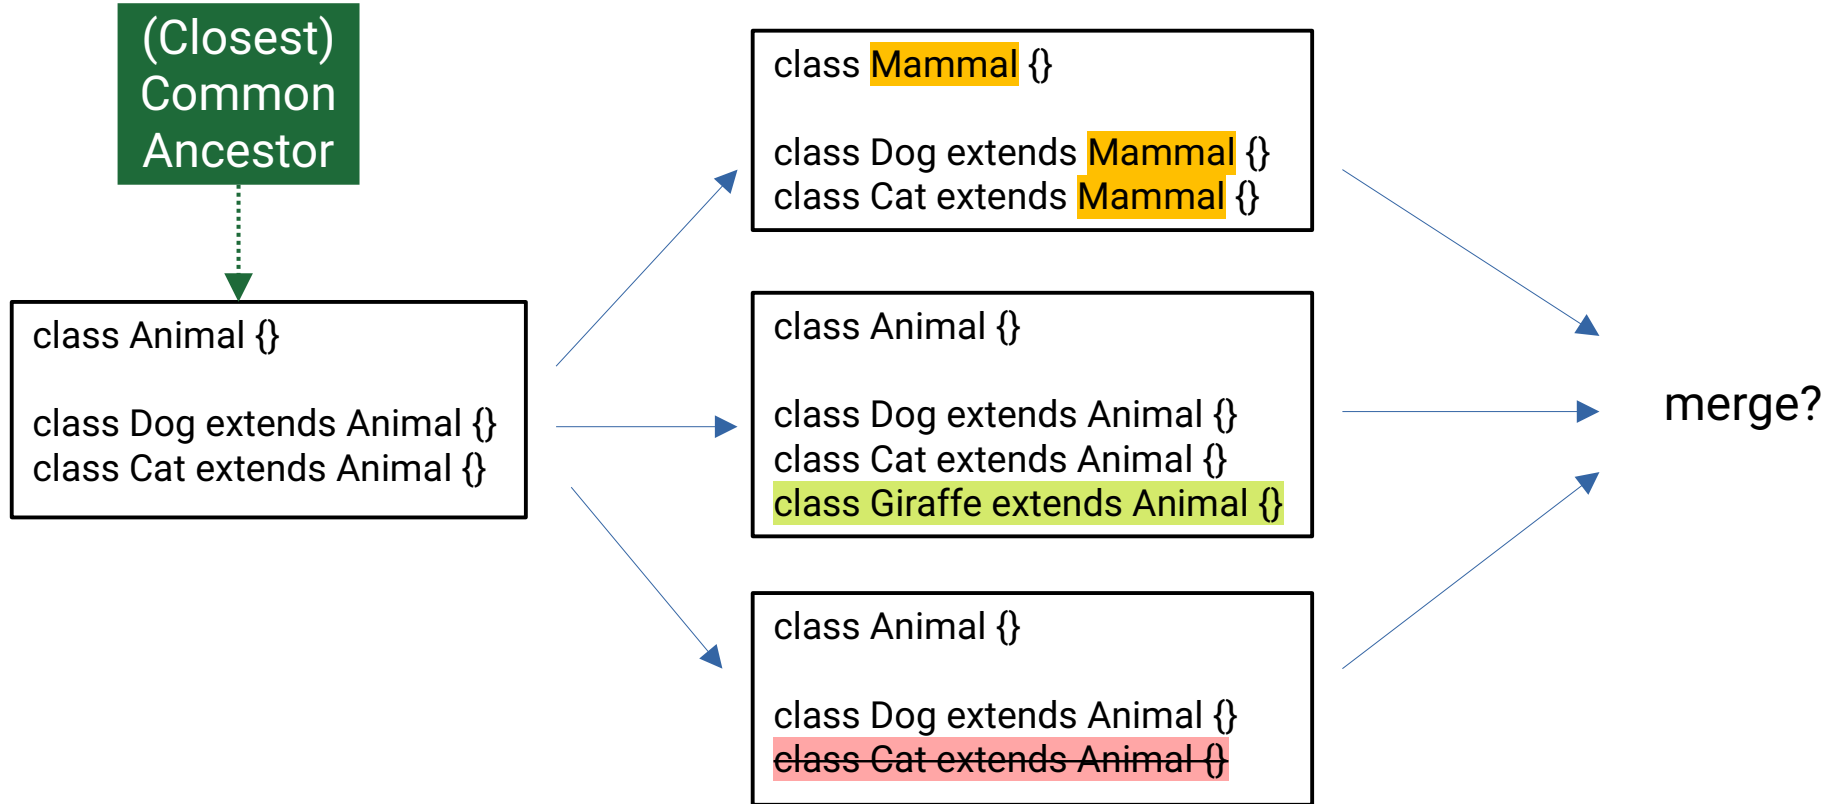 (Closest)
Common
Ancestor
class Animal {}
class Dog extends Animal {}
class Cat extends Animal {}
class Mammal {}
class Dog extends Mammal {}
class Cat extends Mammal {}
class Animal {}
class Dog extends Animal {}
class Cat extends Animal {}
class Giraffe extends Animal {}
class Animal {}
class Dog extends Animal {}
class Cat extends Animal {}
merge?